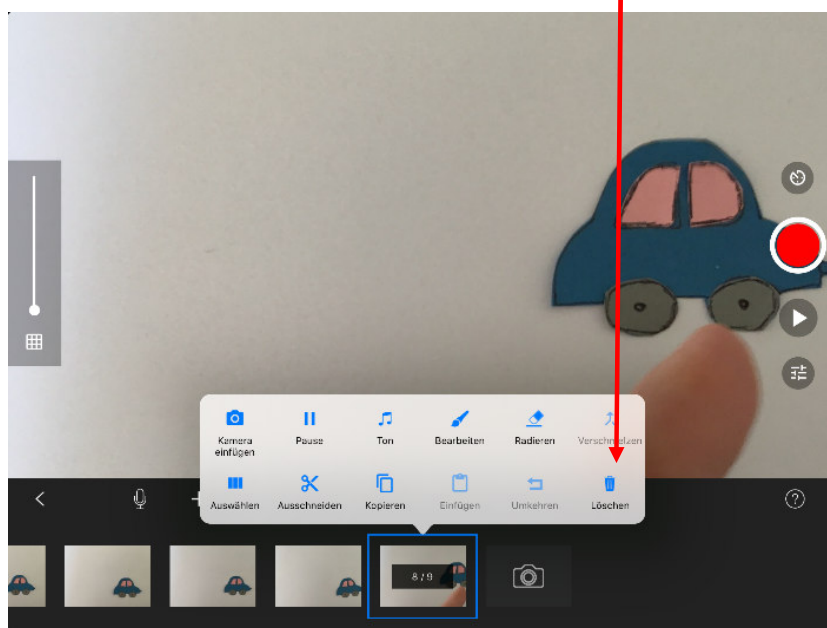 Kamera einfügen
Pause
Ton
Bearbeiten
Radieren
Verschmelzen
Auswählen
Ausschneiden
Kopieren
Einfügen
Umkehren
Löschen
?
8 / 9